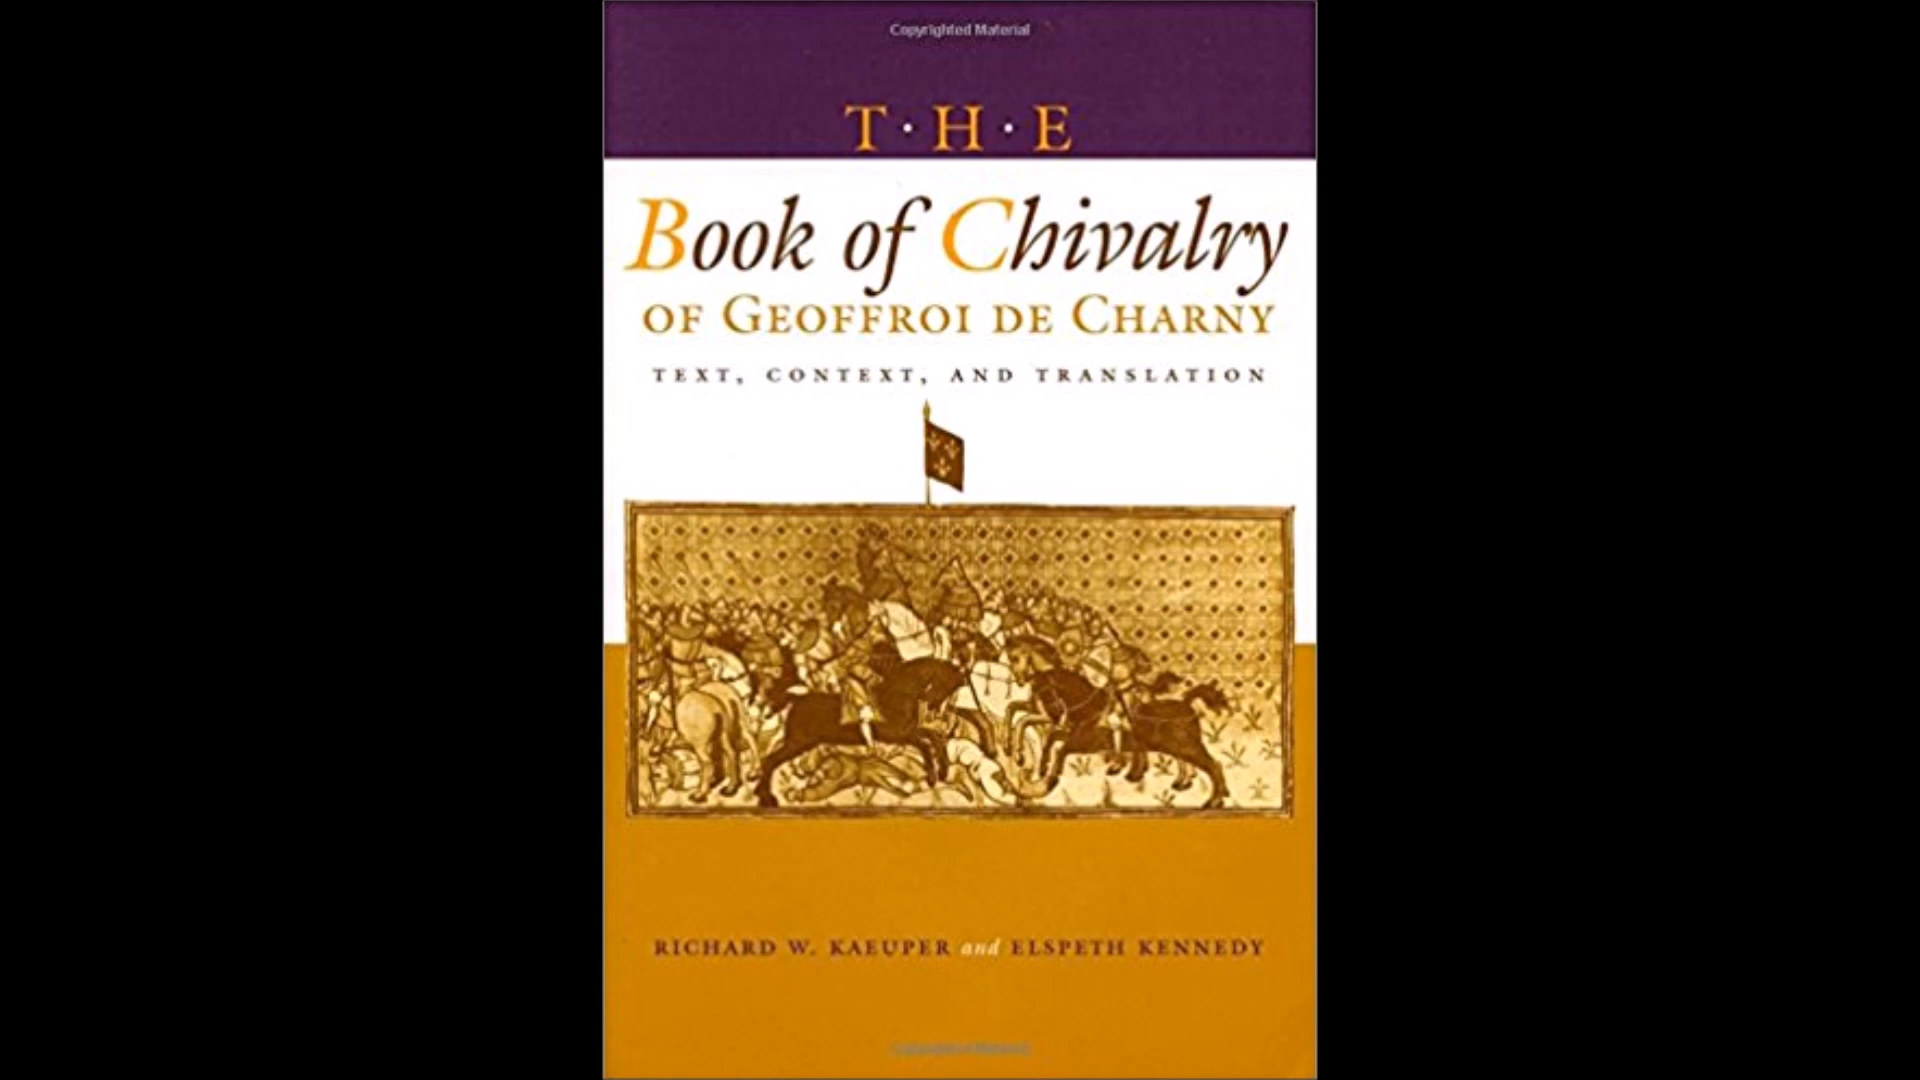 Copyrighted Material
T·H·E
Book of Chivalry
OF GEOFFROI DE CHARNY
TEXT, CONTEXT, AND TRANSLATION
RICHARD W. KAEUPER and ELSPETH KENNEDY
Copyrighted Material